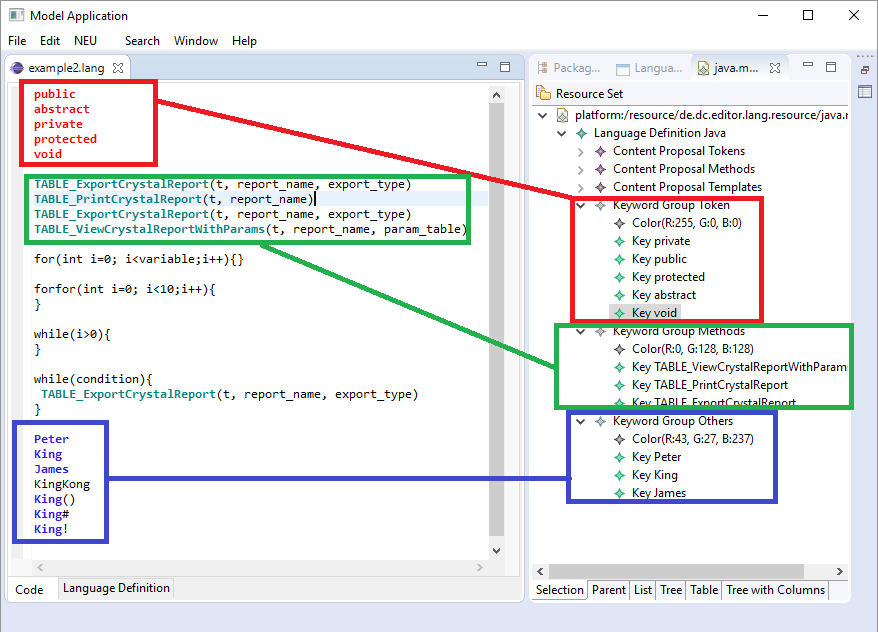 Model Application
File Edit NEU Search Window Help
example2.lang
public
abstract
private
protected
void
TABLE_ExportCrystalReport(t, report_name, export_type)
TABLE_PrintCrystalReport(t, report_name)
TABLE_ExportCrystalReport(t, report_name, export_type)
TABLE_ViewCrystalReportWithParams(t, report_name, param_table)
for(int i=0; i<variable;i++){}
forfor(int i=0; i<10;i++){
}
while(i>0){
}
while(condition){
TABLE_ExportCrystalReport(t, report_name, export_type)
}
Peter
King
James
KingKong
King()
King#
King!
Code Language Definition
Packag... Langua... java.m...
Resource Set
platform:/resource/de.dc.editor.lang.resource/java.r
Language Definition Java
Content Proposal Tokens
Content Proposal Methods
Content Proposal Templates
Keyword Group Token
Color(R:255, G:0, B:0)
Key private
Key public
Key protected
Key abstract
Key void
Keyword Group Methods
Color(R:0, G:128, B:128)
Key TABLE_ViewCrystalReportWithParams
Key TABLE_PrintCrystalReport
Key TABLE_ExportCrystalReport
Keyword Group Others
Color(R:43, G:27, B:237)
Key Peter
Key King
Key James
Selection Parent List Tree Table Tree with Columns